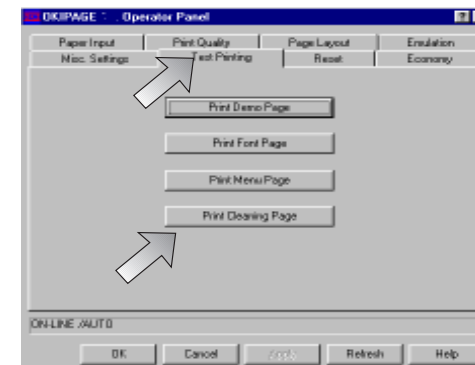 OKIPAGE Operator Panel
Paper Input Print Quality Page Layout Emulation
Misc. Settings Test Printing Reset Economy
Print Demo Page
Print Font Page
Print Menu Page
Print Cleaning Page
ON-LINE /AUTO
OK Cancel Apply Refresh Help